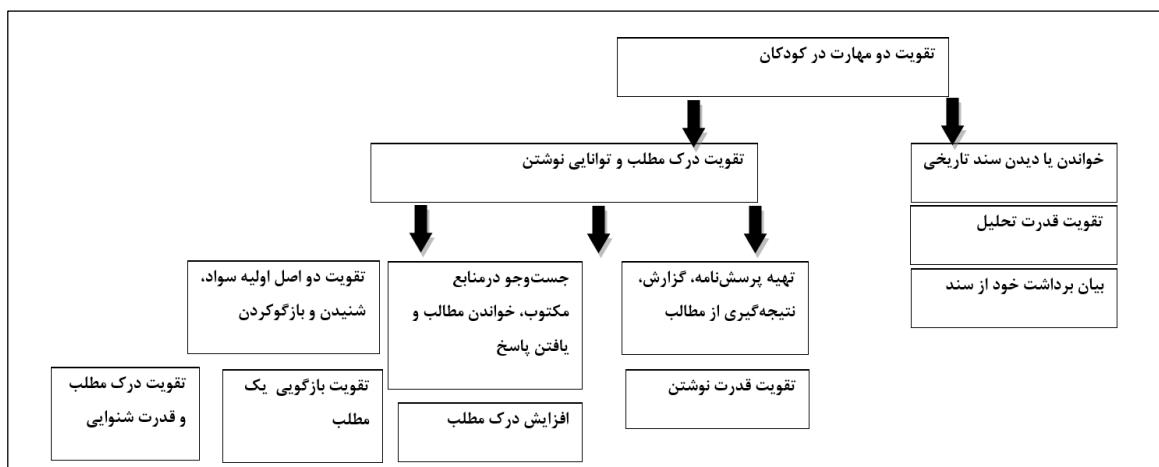 تقویت دو مهارت در کودکان
خواندن یا دیدن سند تاریخی
تقویت قدرت تحلیل
بیان برداشت خود از سند
تقویت درک مطلب و توانایی نوشتن
تهیه پرسش‌نامه، گزارش،
نتیجه‌گیری از مطالب
تقویت قدرت نوشتن
جست‌وجو درمنابع
مکتوب، خواندن مطالب و
یافتن پاسخ
افزایش درک مطلب
تقویت دو اصل اولیه سواد،
شنیدن و بازگوکردن
تقویت بازگویی یک
مطلب
تقویت درک مطلب
و قدرت شنوایی